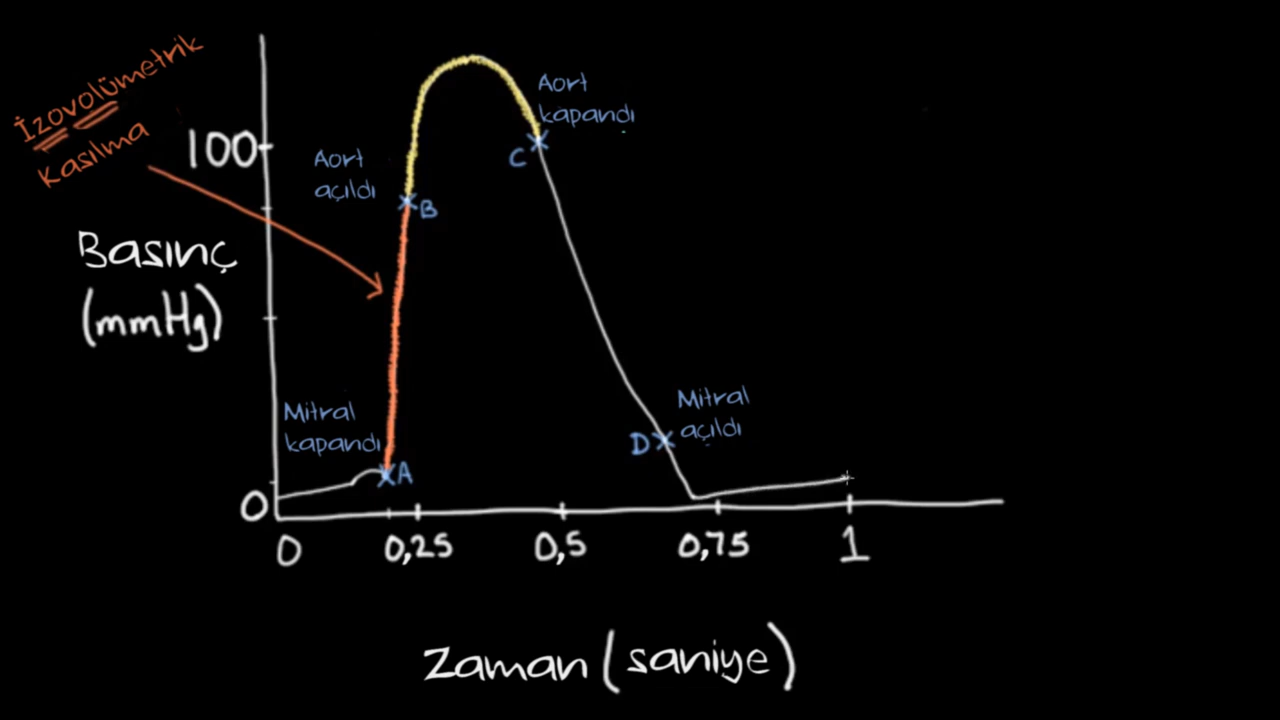 İzovolümetrik
Kasılma
100
Aort
açıldı
B
Aort
kapandı
C
Basınç
(mmHg)
Mitral
kapandı
A
Mitral
açıldı
D
0
0
0,25
0,5
0,75
1
Zaman (saniye)